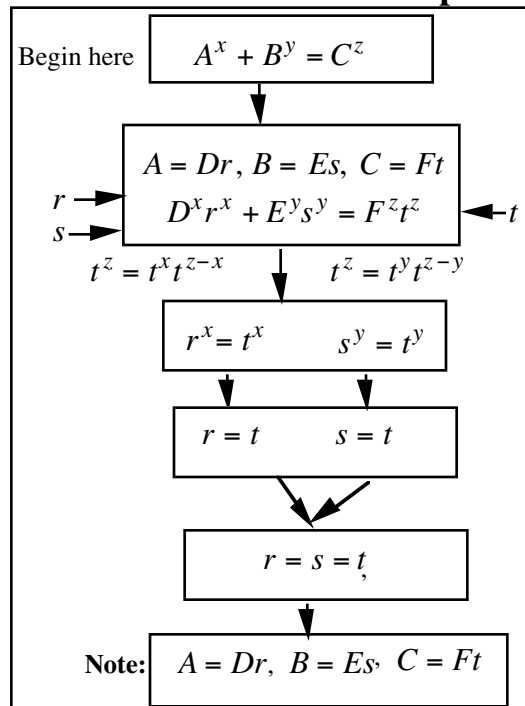 Begin here A^x + B^y = C^z
A = Dr, B = Es, C = Ft
r
D^x r^x + E^y s^y = F^z t^z
t
s
t^z = t^x t^{z-x} t^z = t^y t^{z-y}
r^x = t^x s^y = t^y
r = t s = t
r = s = t,
Note: A = Dr, B = Es, C = Ft